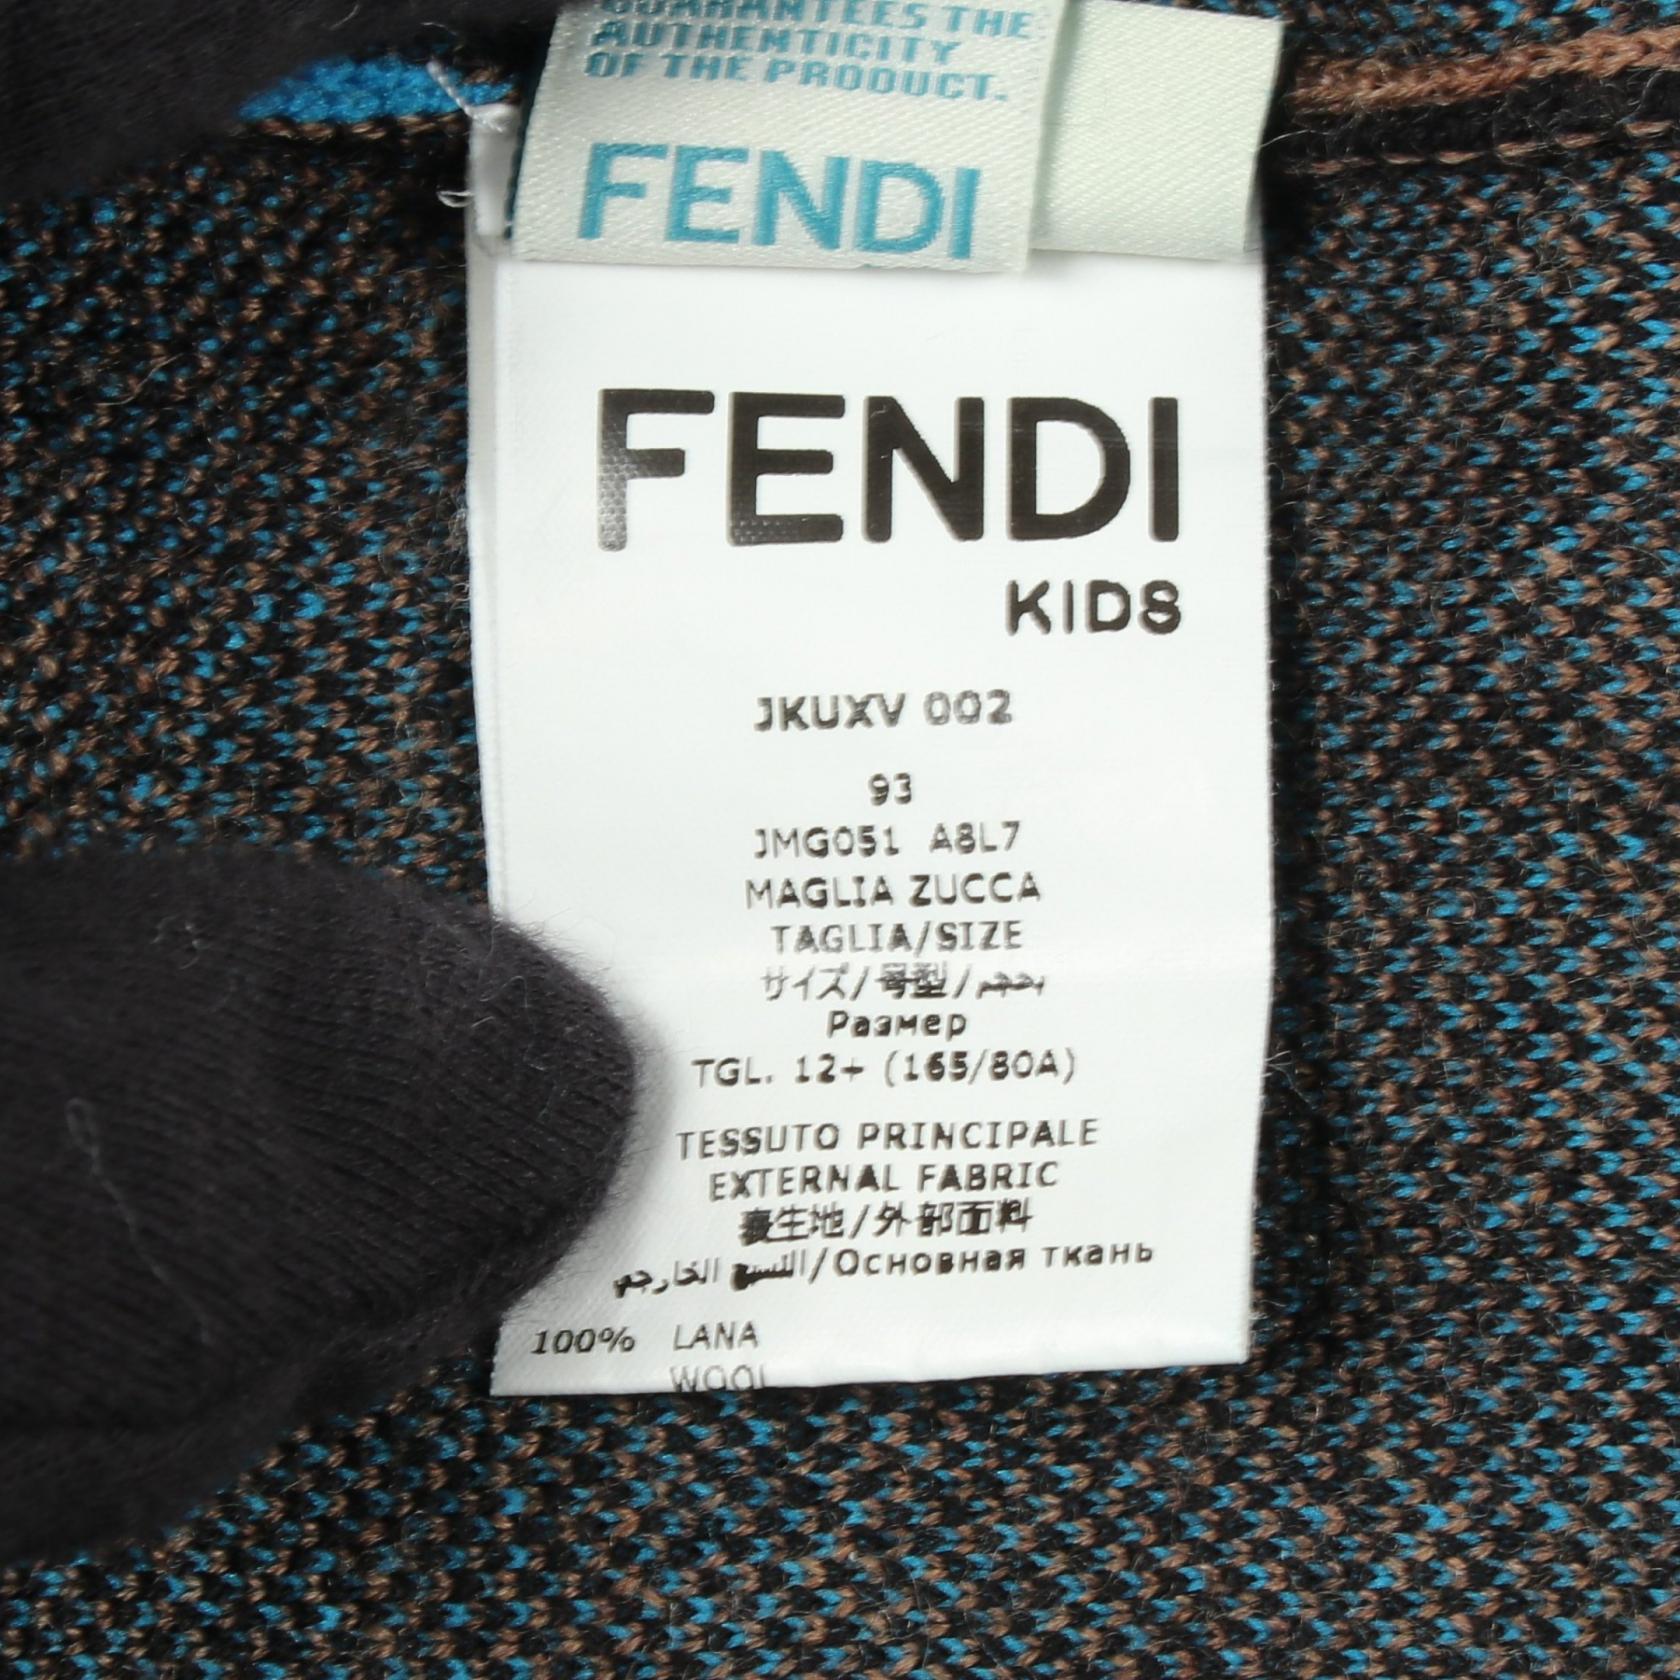 GUARANTEES THE
AUTHENTICITY
OF THE PRODUCT.
FENDI
FENDI
KIDS
JKUXV 002
93
JMG051 A8L7
MAGLIA ZUCCA
TAGLIA/SIZE
サイズ/号型/
Размер
TGL. 12+ (165/80A)
TESSUTO PRINCIPALE
EXTERNAL FABRIC
表生地/外部面料
الخارجي/Основная ткань
100% LANA
WOOL